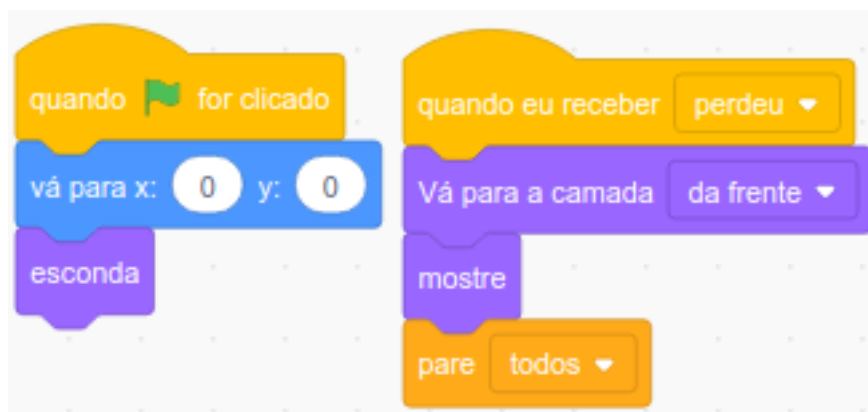 quando for clicado
vá para x: 0 y: 0
esconda
quando eu receber perdeu
Vá para a camada da frente
mostre
pare todos